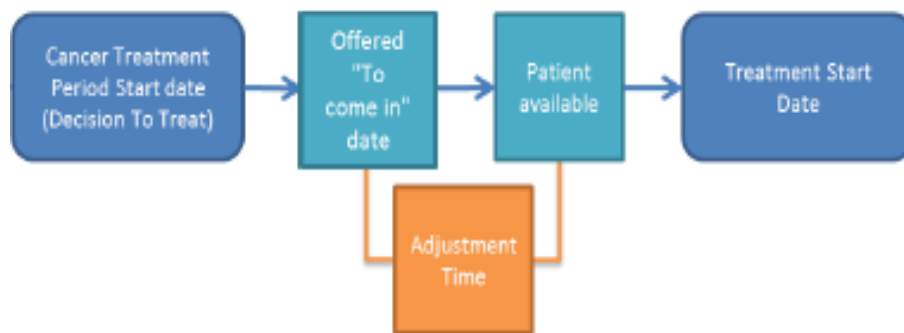 Cancer Treatment
Period Start date
(Decision To Treat)
Offered
"To
come in"
date
Patient
available
Treatment Start
Date
Adjustment
Time